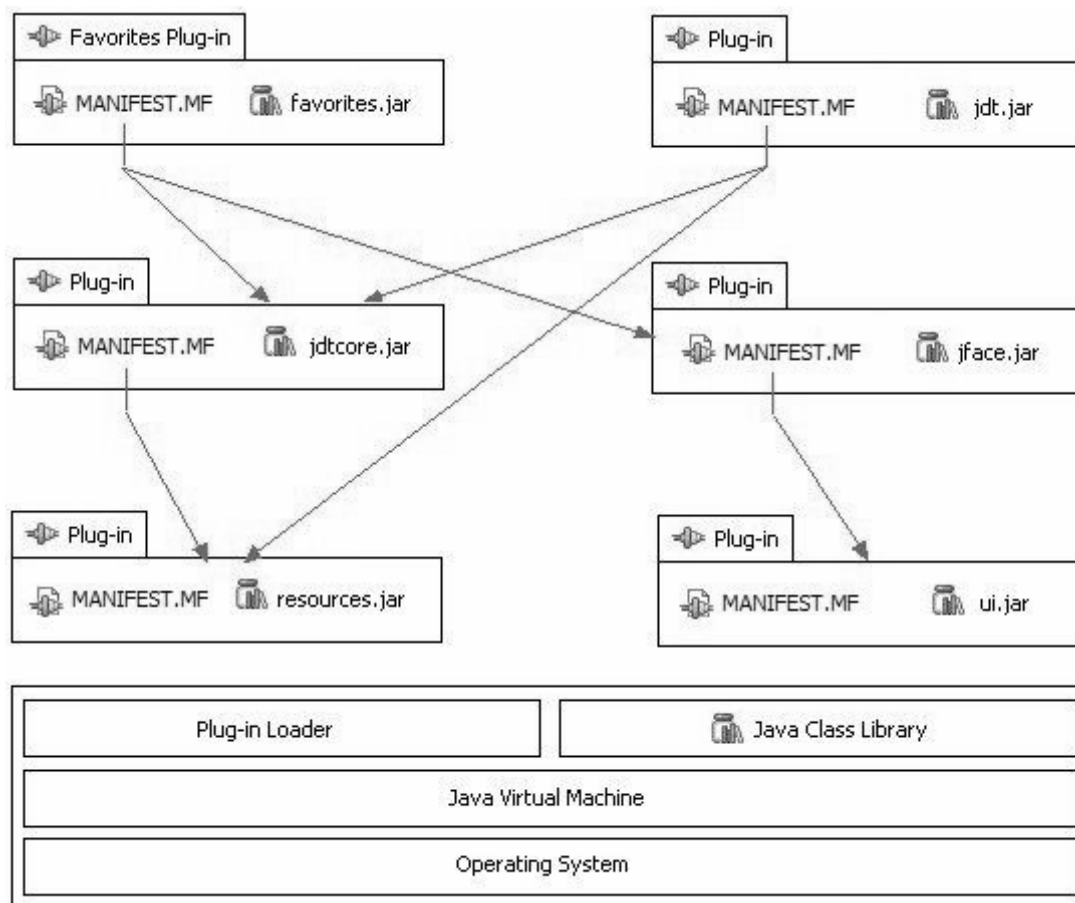 Favorites Plug-in
MANIFEST.MF favorites.jar
Plug-in
MANIFEST.MF jdt.jar
Plug-in
MANIFEST.MF jdtcore.jar
Plug-in
MANIFEST.MF jface.jar
Plug-in
MANIFEST.MF resources.jar
Plug-in
MANIFEST.MF ui.jar
Plug-in Loader
Java Class Library
Java Virtual Machine
Operating System